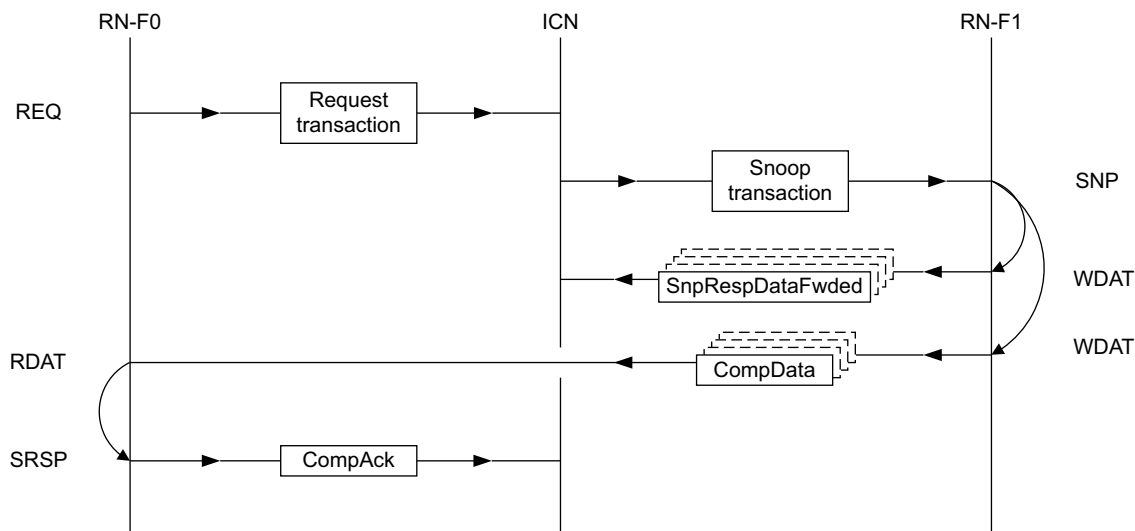 RN-F0
ICN
RN-F1
REQ
Request
transaction
Snoop
transaction
SNP
SnpRespDataFwded
WDAT
RDAT
CompData
WDAT
SRSP
CompAck